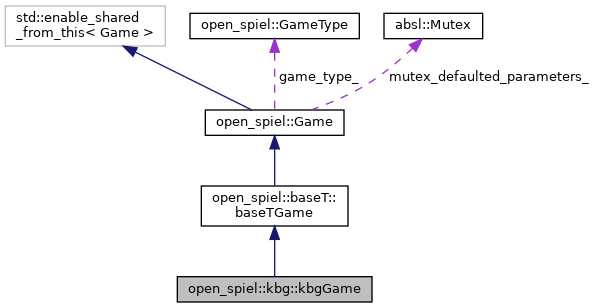 std::enable_shared
_from_this< Game >
open_spiel::GameType
absl::Mutex
game_type_
mutex_defaulted_parameters_
open_spiel::Game
open_spiel::baseT::
baseTGame
open_spiel::kbg::kbgGame